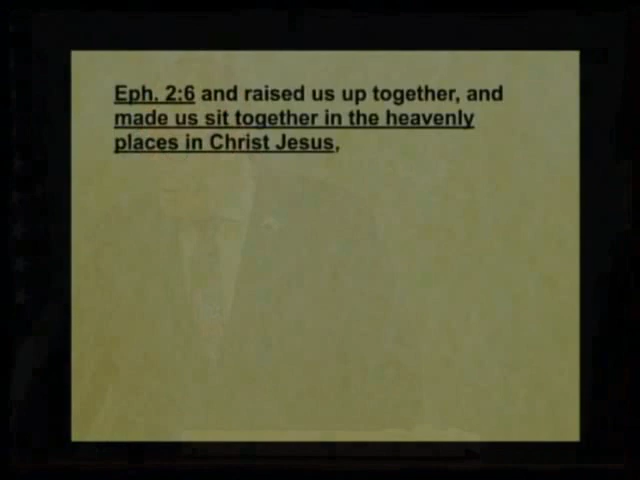 Eph. 2:6 and raised us up together, and
made us sit together in the heavenly
places in Christ Jesus,